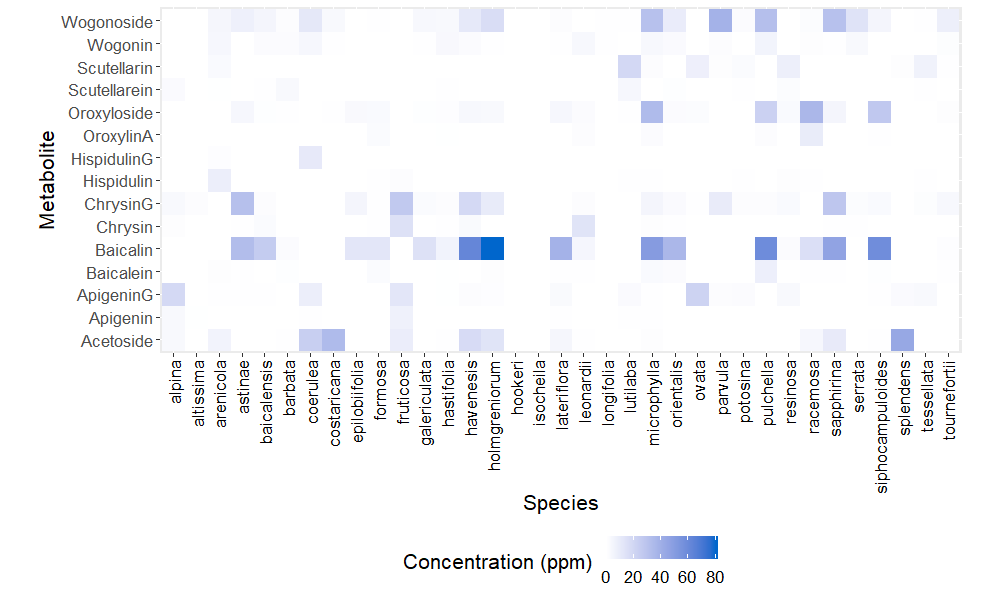 Metabolite
Wogonoside
Wogonin
Scutellarin
Scutellarein
Oroxyloside
OroxylinA
HispidulinG
Hispidulin
ChrysinG
Chrysin
Baicalin
Baicalein
ApigeninG
Apigenin
Acetoside
alpina
altissima
arenicola
astinae
baicalensis
barbata
coerulea
costaricana
epilobiifolia
formosa
fruticosa
galericulata
hastifolia
havenesis
holmgreniorum
hookeri
isocheila
lateriflora
leonardii
longifolia
lutilaba
microphylla
orientalis
ovata
parvula
potosina
pulchella
resinosa
racemosa
sapphirina
serrata
siphocampuloides
splendens
tessellata
tournefortii
Species
Concentration (ppm)
0 20 40 60 80